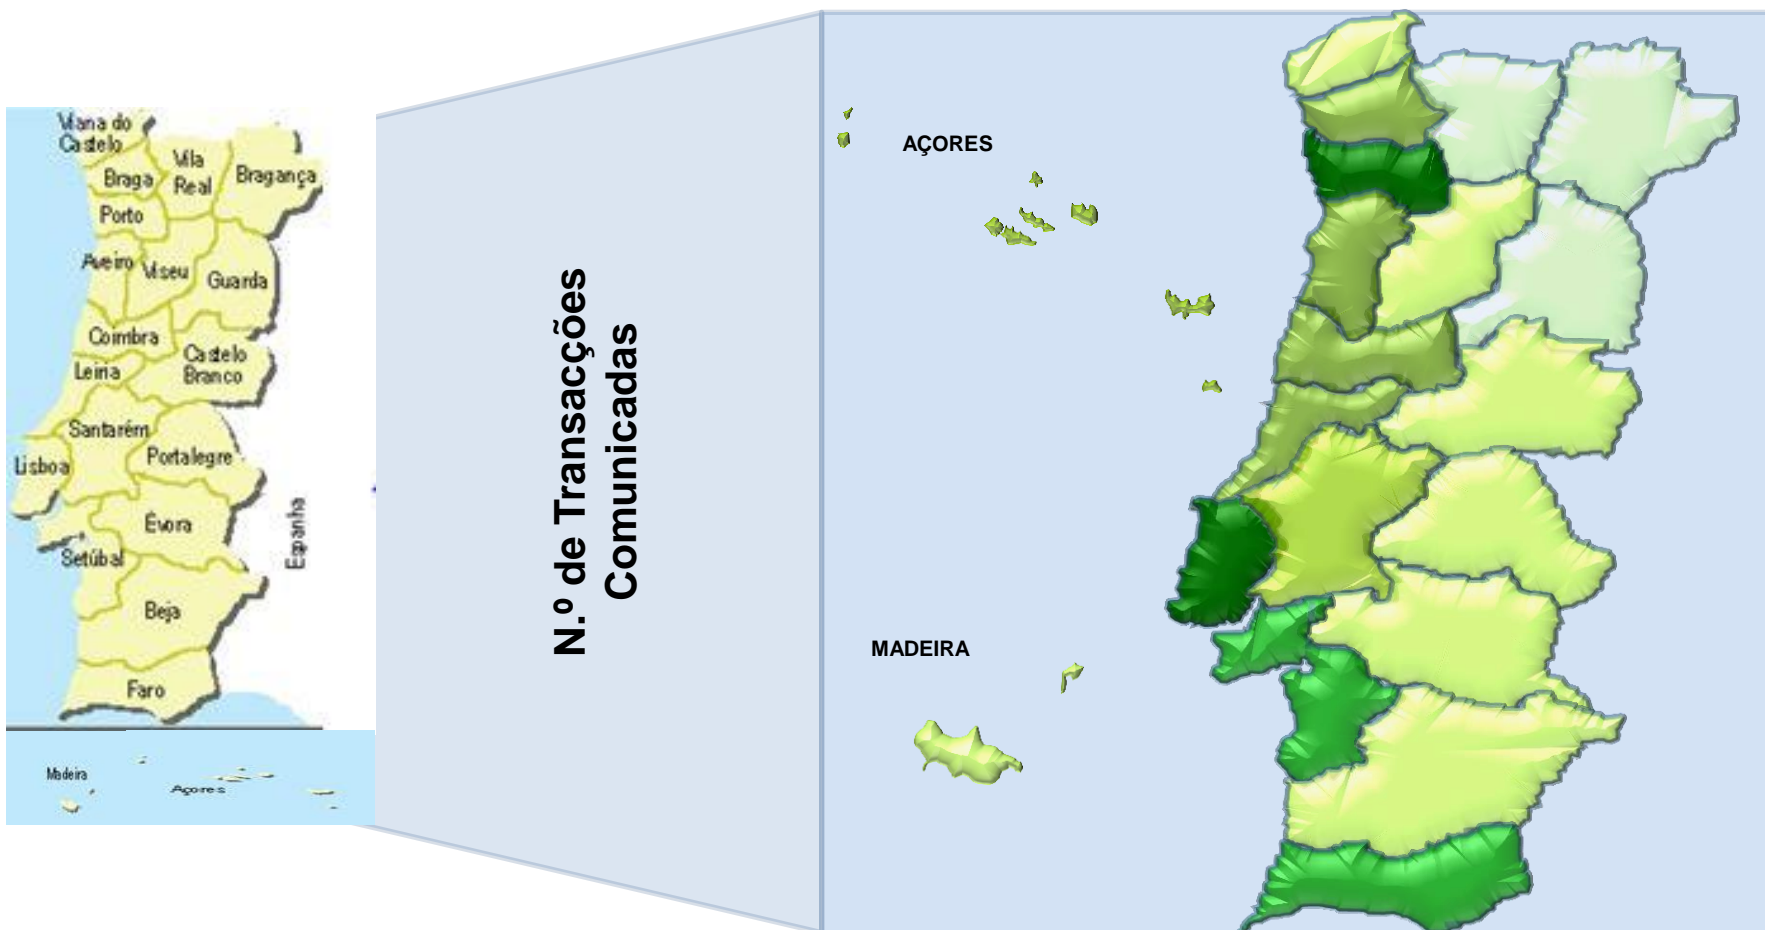 Viana do
Castelo
Braga
Vila
Real
Bragança
Porto
Aveiro
Viseu
Guarda
Coimbra
Castelo
Branco
Leiria
Santarém
Lisboa
Portalegre
Évora
Espanha
Setúbal
Beja
Faro
Madeira
Açores
N.º de Transacções
Comunicadas
AÇORES
MADEIRA